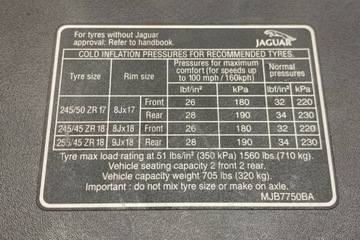 For tyres without Jaguar
approval: Refer to handbook.
JAGUAR
COLD INFLATION PRESSURES FOR RECOMMENDED TYRES.
Tyre size Rim size Pressures for maximum comfort (for speeds up to 100 mph / 160kph) Normal pressures
lbf/in² kPa lbf/in² kPa
245/50 ZR 17 8Jx17 Front 26 180 32 220
Rear 28 190 34 230
245/45 ZR 18 8Jx18 Front 26 180 32 220
255/45 ZR 18 9Jx18 Rear 28 190 34 230
Tyre max load rating at 51 lbs/in² (350 kPa) 1560 lbs.(710 kg).
Vehicle seating capacity 2 front 2 rear.
Vehicle capacity weight 705 lbs (320 kg).
Important : do not mix tyre size or make on axle.
MJB7750BA